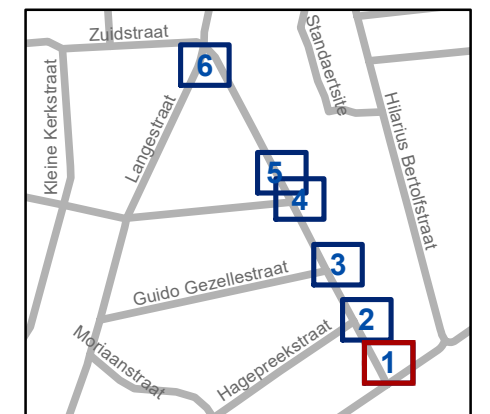 Zuidstraat
Standaertsite
6
Kleine Kerkstraat
Langestraat
Hilarius Bertolfstraat
5
4
3
Guido Gezellestraat
2
Hagepreekstraat
Moriaanstraat
1